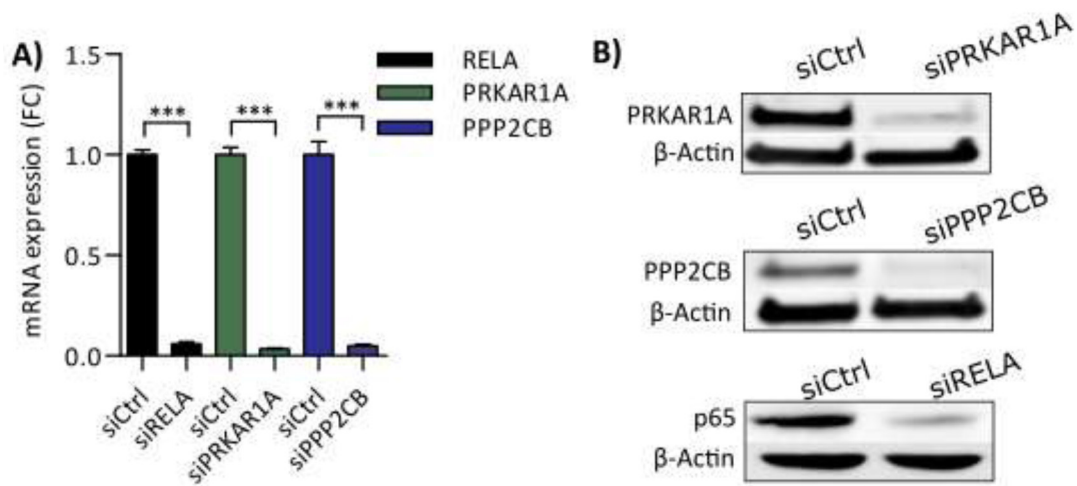 A)
1.5
1.0
0.5
0.0
mRNA expression (FC)
*** *** ***
RELA
PRKAR1A
PPP2CB
siCtrl siRELA siCtrl siPRKAR1A siCtrl siPPP2CB
B)
siCtrl siPRKAR1A
PRKAR1A
β-Actin
siCtrl siPPP2CB
PPP2CB
β-Actin
siCtrl siRELA
p65
β-Actin